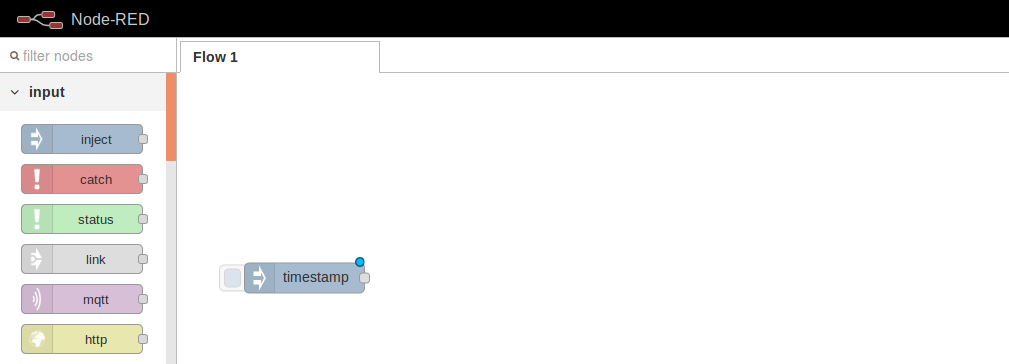 Node-RED
filter nodes
Flow 1
input
inject
catch
status
link
mqtt
http
timestamp